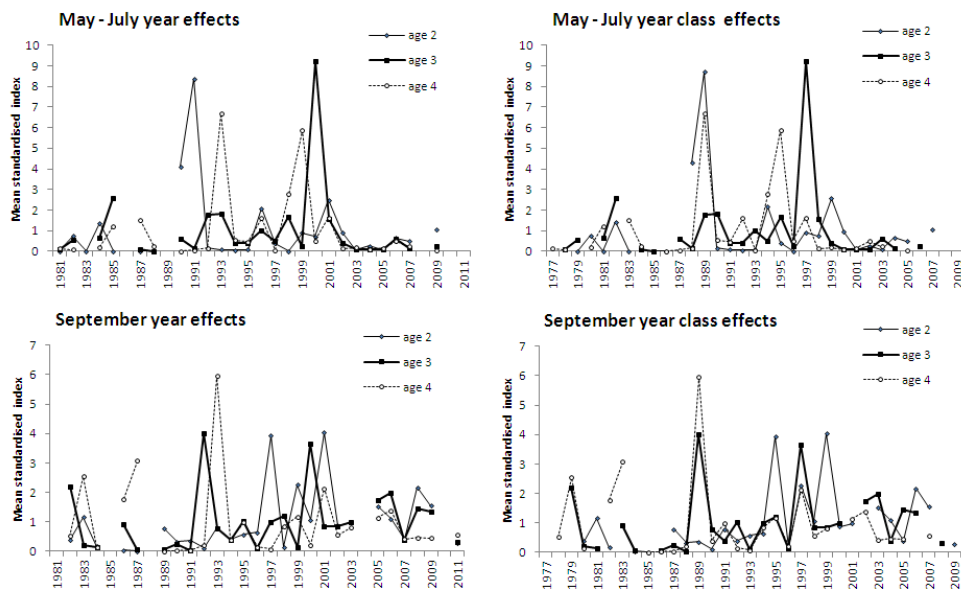 May - July year effects
age 2
age 3
age 4
Mean standardised index
10
9
8
7
6
5
4
3
2
1
0
1981 1983 1985 1987 1989 1991 1993 1995 1997 1999 2001 2003 2005 2007 2009 2011
May - July year class effects
age 2
age 3
age 4
Mean standardised index
10
9
8
7
6
5
4
3
2
1
0
1977 1979 1981 1983 1985 1987 1989 1991 1993 1995 1997 1999 2001 2003 2005 2007 2009
September year effects
age 2
age 3
age 4
Mean standardised index
7
6
5
4
3
2
1
0
1981 1983 1985 1987 1989 1991 1993 1995 1997 1999 2001 2003 2005 2007 2009 2011
September year class effects
age 2
age 3
age 4
Mean standardised index
7
6
5
4
3
2
1
0
1977 1979 1981 1983 1985 1987 1989 1991 1993 1995 1997 1999 2001 2003 2005 2007 2009